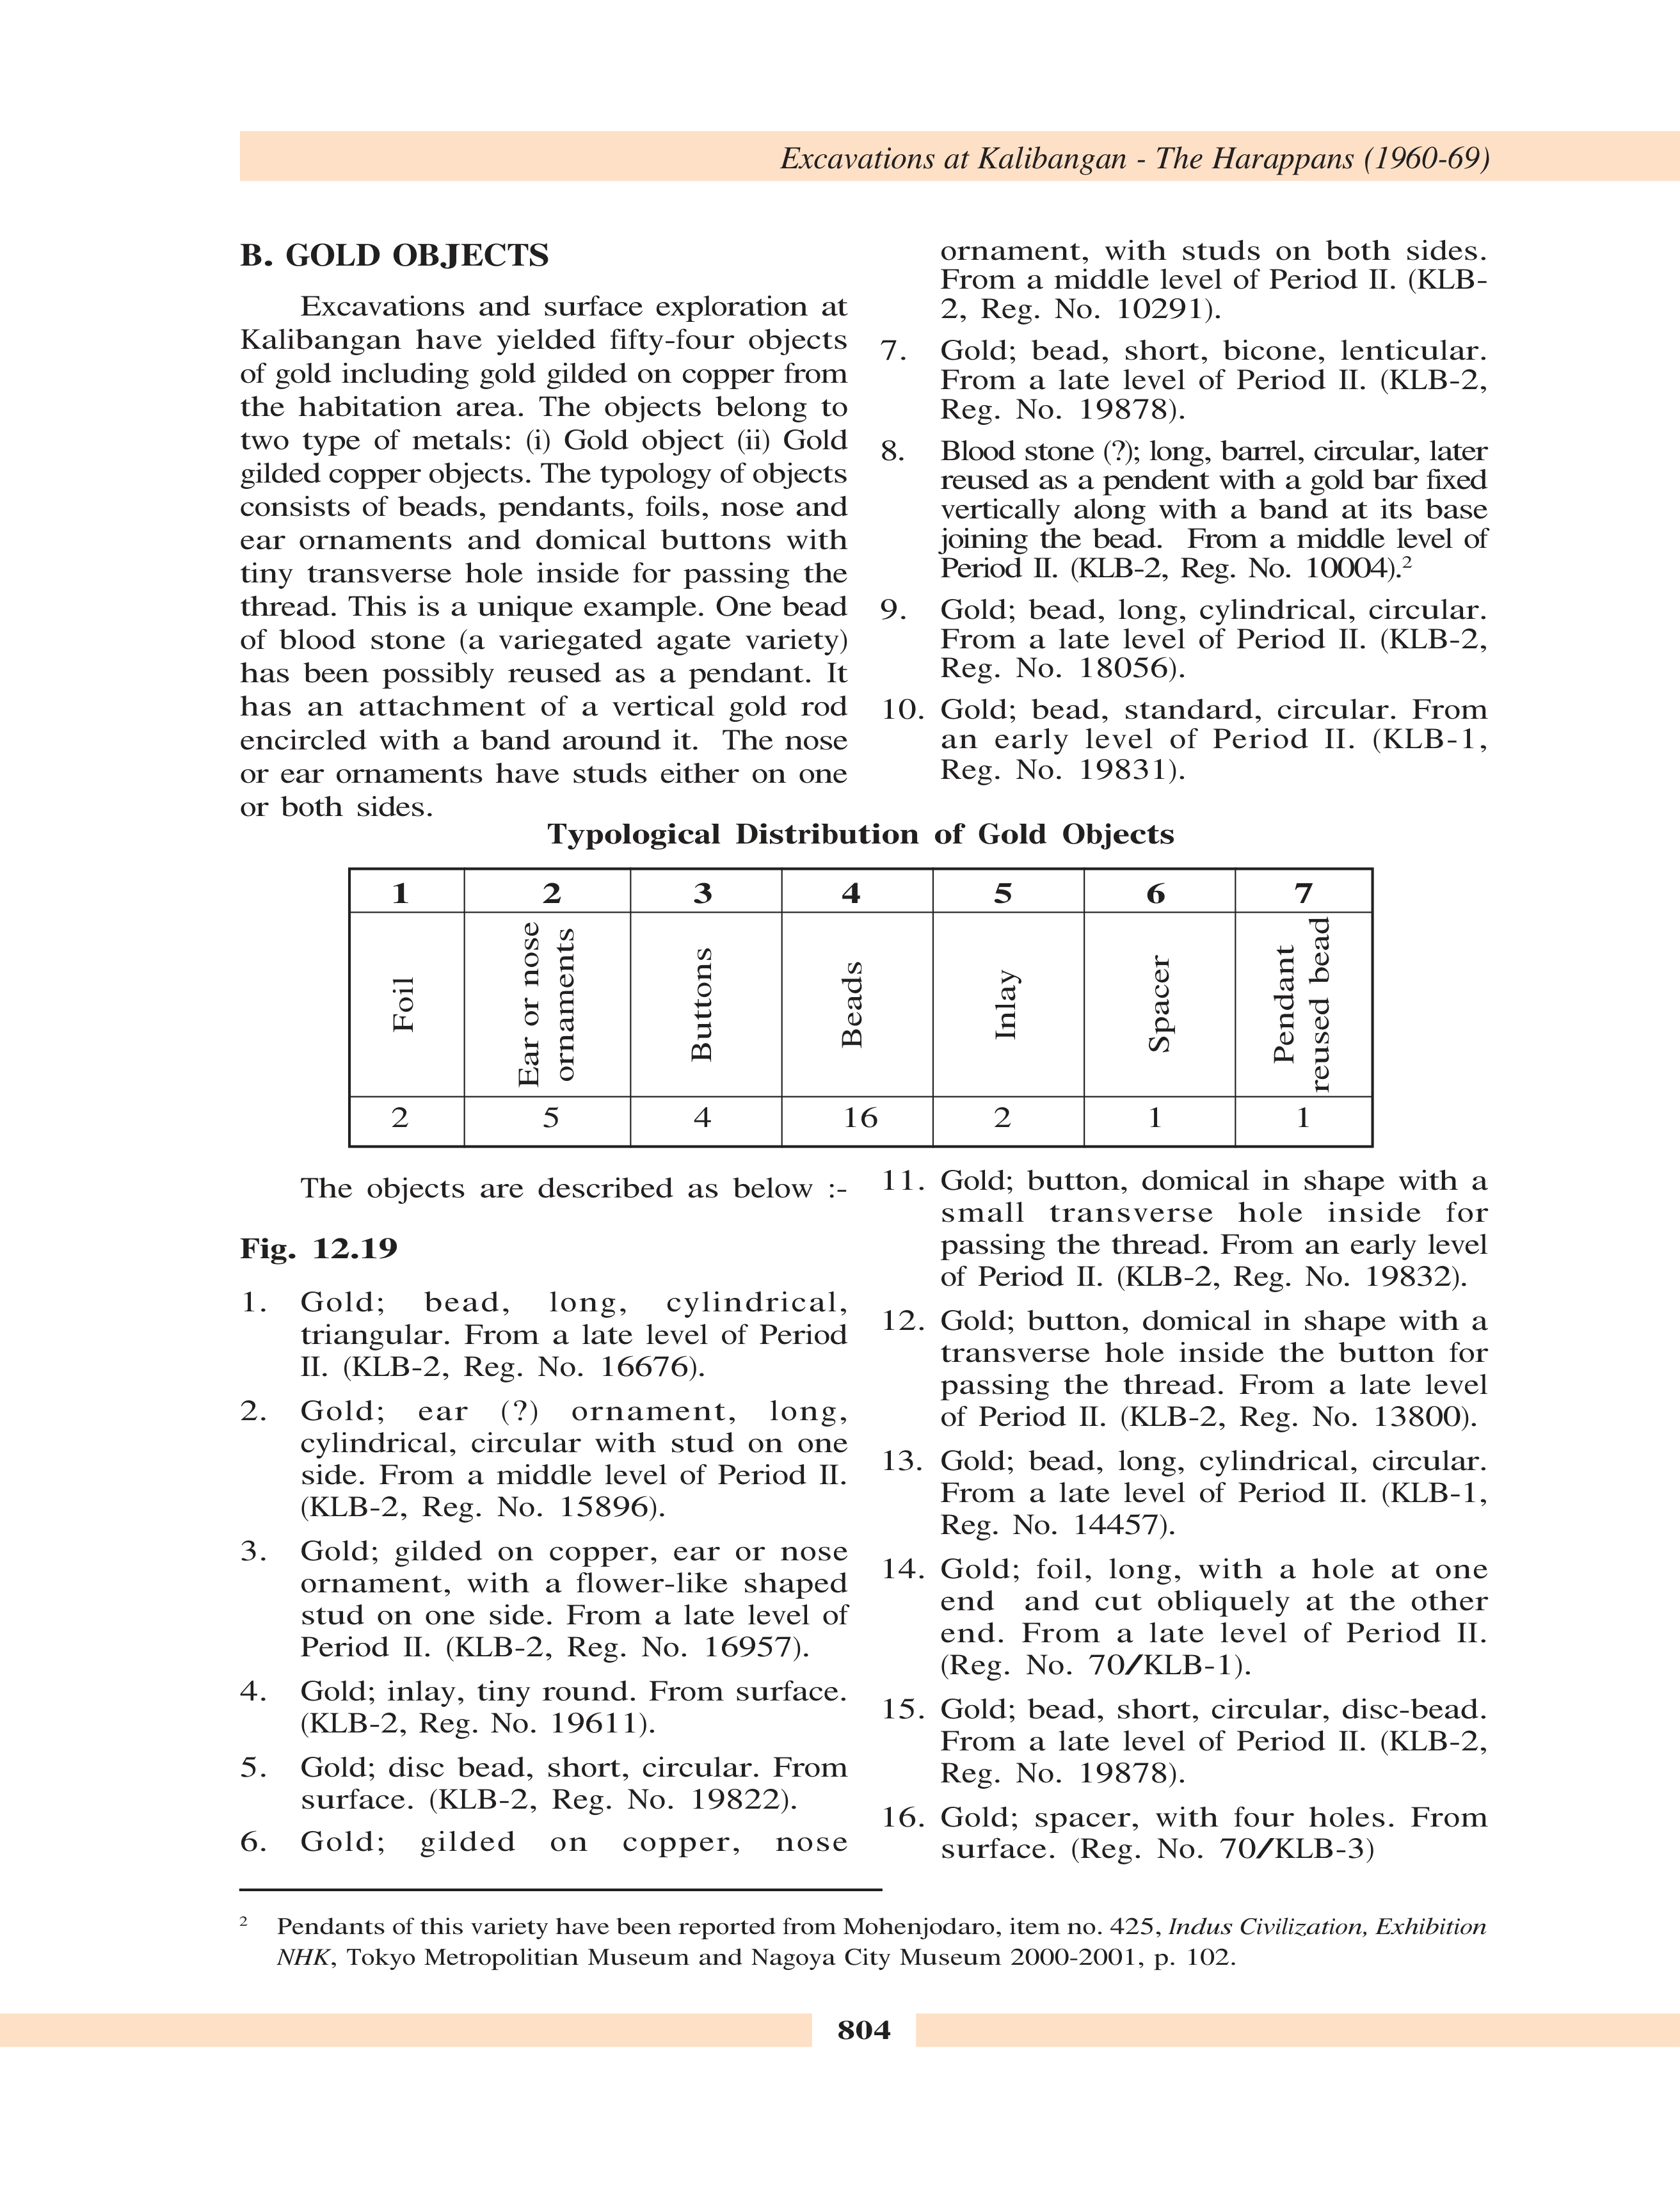 Excavations at Kalibangan - The Harappans (1960-69)
B. GOLD OBJECTS
Excavations and surface exploration at
Kalibangan have yielded fifty-four objects
of gold including gold gilded on copper from
the habitation area. The objects belong to
two type of metals: (i) Gold object (ii) Gold
gilded copper objects. The typology of objects
consists of beads, pendants, foils, nose and
ear ornaments and domical buttons with
tiny transverse hole inside for passing the
thread. This is a unique example. One bead
of blood stone (a variegated agate variety)
has been possibly reused as a pendant. It
has an attachment of a vertical gold rod
encircled with a band around it. The nose
or ear ornaments have studs either on one
or both sides.
ornament, with studs on both sides.
From a middle level of Period II. (KLB-
2, Reg. No. 10291).
7. Gold; bead, short, bicone, lenticular.
From a late level of Period II. (KLB-2,
Reg. No. 19878).
8. Blood stone (?); long, barrel, circular, later
reused as a pendent with a gold bar fixed
vertically along with a band at its base
joining the bead. From a middle level of
Period II. (KLB-2, Reg. No. 10004).²
9. Gold; bead, long, cylindrical, circular.
From a late level of Period II. (KLB-2,
Reg. No. 18056).
10. Gold; bead, standard, circular. From
an early level of Period II. (KLB-1,
Reg. No. 19831).
Typological Distribution of Gold Objects
1 2 3 4 5 6 7
Foil
Ear or nose
ornaments
Buttons
Beads
Inlay
Spacer
Pendant
reused bead
2 5 4 16 2 1 1
The objects are described as below :-
Fig. 12.19
1. Gold; bead, long, cylindrical,
triangular. From a late level of Period
II. (KLB-2, Reg. No. 16676).
2. Gold; ear (?) ornament, long,
cylindrical, circular with stud on one
side. From a middle level of Period II.
(KLB-2, Reg. No. 15896).
3. Gold; gilded on copper, ear or nose
ornament, with a flower-like shaped
stud on one side. From a late level of
Period II. (KLB-2, Reg. No. 16957).
4. Gold; inlay, tiny round. From surface.
(KLB-2, Reg. No. 19611).
5. Gold; disc bead, short, circular. From
surface. (KLB-2, Reg. No. 19822).
6. Gold; gilded on copper, nose
11. Gold; button, domical in shape with a
small transverse hole inside for
passing the thread. From an early level
of Period II. (KLB-2, Reg. No. 19832).
12. Gold; button, domical in shape with a
transverse hole inside the button for
passing the thread. From a late level
of Period II. (KLB-2, Reg. No. 13800).
13. Gold; bead, long, cylindrical, circular.
From a late level of Period II. (KLB-1,
Reg. No. 14457).
14. Gold; foil, long, with a hole at one
end and cut obliquely at the other
end. From a late level of Period II.
(Reg. No. 70/KLB-1).
15. Gold; bead, short, circular, disc-bead.
From a late level of Period II. (KLB-2,
Reg. No. 19878).
16. Gold; spacer, with four holes. From
surface. (Reg. No. 70/KLB-3)
² Pendants of this variety have been reported from Mohenjodaro, item no. 425, Indus Civilization, Exhibition
NHK, Tokyo Metropolitian Museum and Nagoya City Museum 2000-2001, p. 102.
804